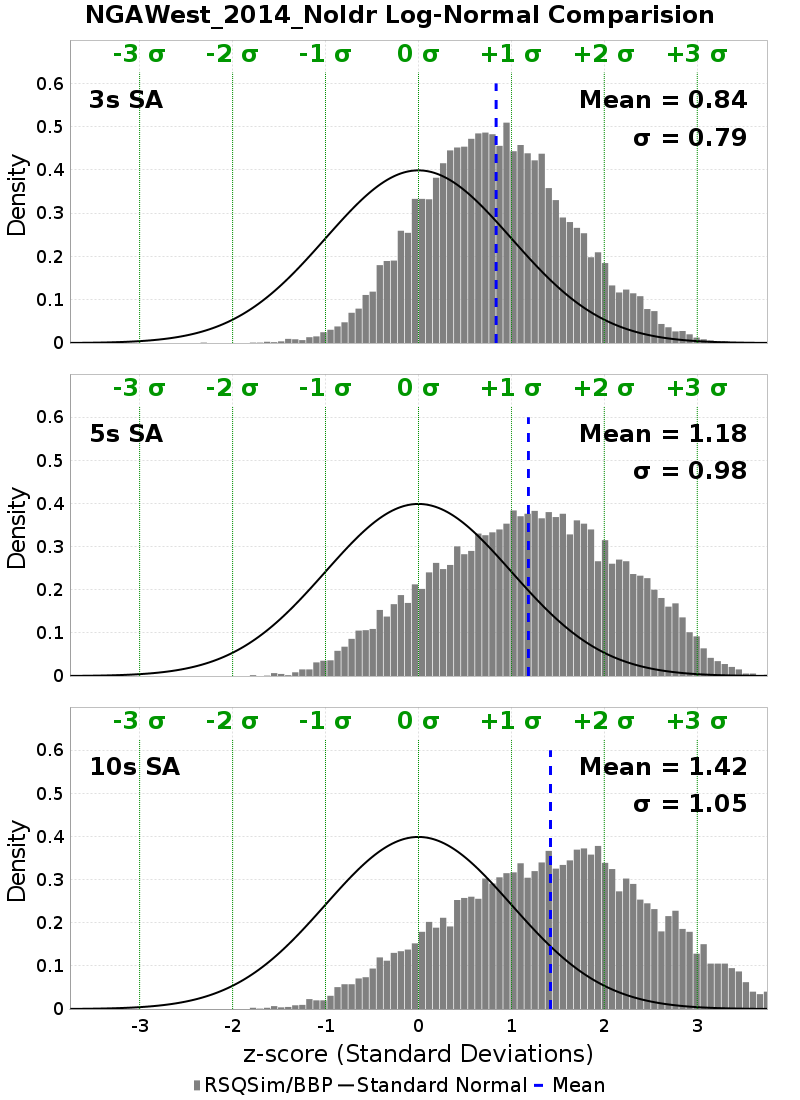 NGAWest_2014_NoIdr Log-Normal Comparision
-3 σ -2 σ -1 σ 0 σ +1 σ +2 σ +3 σ
3s SA
Mean = 0.84
σ = 0.79
0.6
0.5
0.4
0.3
0.2
0.1
0
Density
-3 σ -2 σ -1 σ 0 σ +1 σ +2 σ +3 σ
5s SA
Mean = 1.18
σ = 0.98
0.6
0.5
0.4
0.3
0.2
0.1
0
Density
-3 σ -2 σ -1 σ 0 σ +1 σ +2 σ +3 σ
10s SA
Mean = 1.42
σ = 1.05
0.6
0.5
0.4
0.3
0.2
0.1
0
Density
-3 -2 -1 0 1 2 3
z-score (Standard Deviations)
RSQSim/BBP Standard Normal Mean